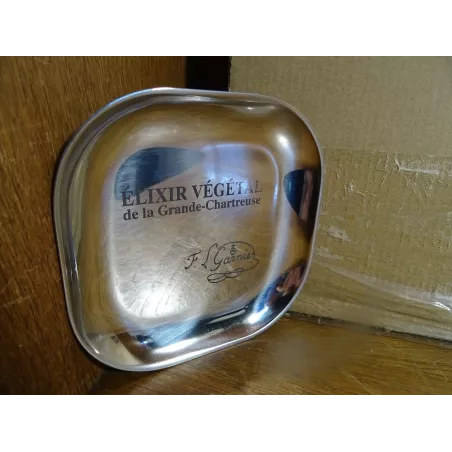 ÉLIXIR VÉGÉTAL
de la Grande-Chartreuse
F. L. Garnier